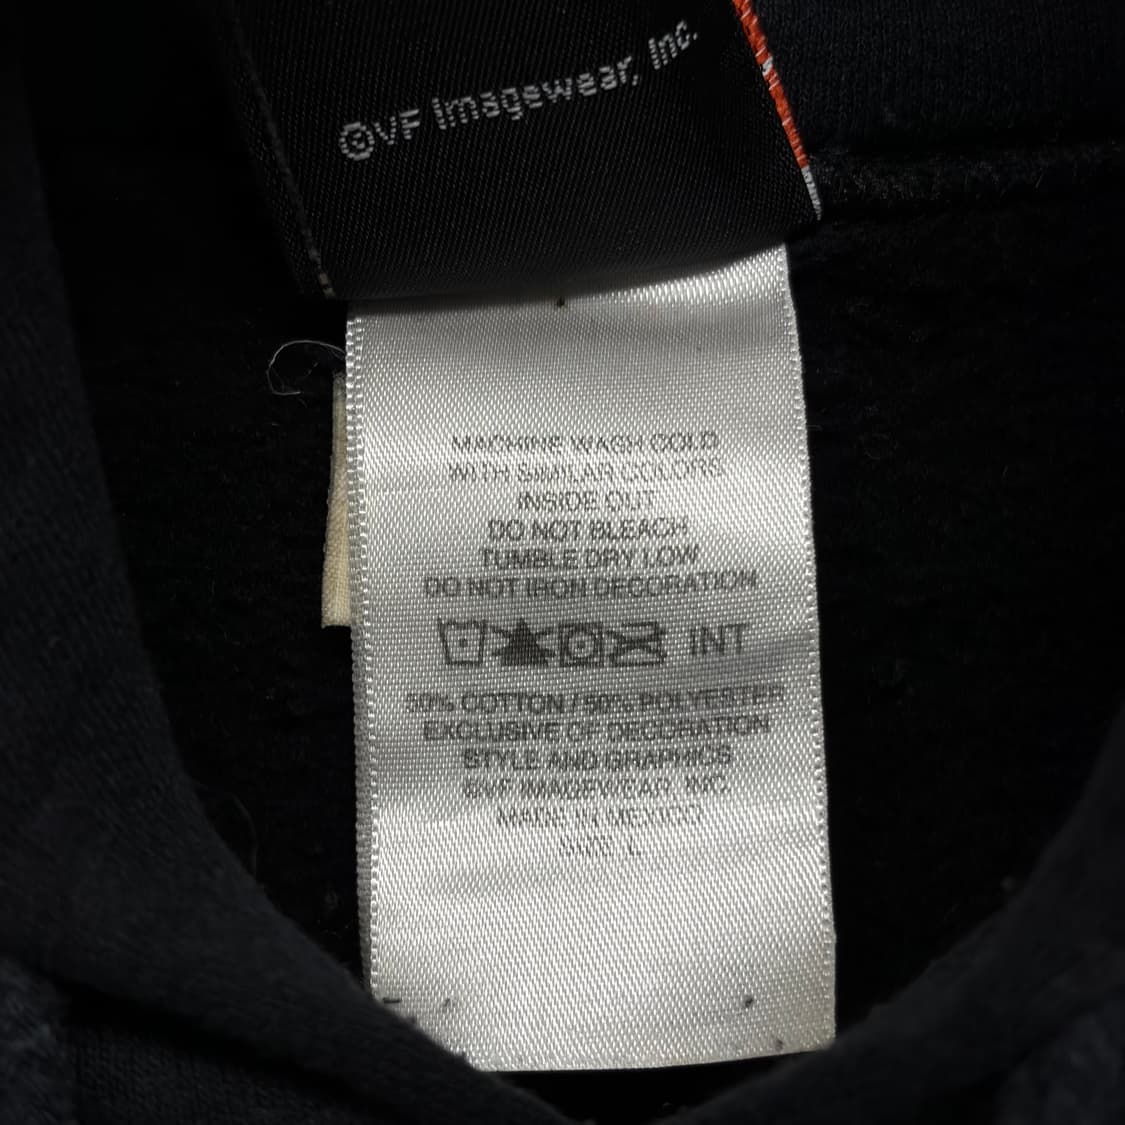 ©VF Imagewear, Inc.
MACHINE WASH COLD
WITH SIMILAR COLORS
INSIDE OUT
DO NOT BLEACH
TUMBLE DRY LOW
DO NOT IRON DECORATION
INT
50% COTTON / 50% POLYESTER
EXCLUSIVE OF DECORATION
STYLE AND GRAPHICS
©VF IMAGEWEAR, INC
MADE IN MEXICO
SIZE L